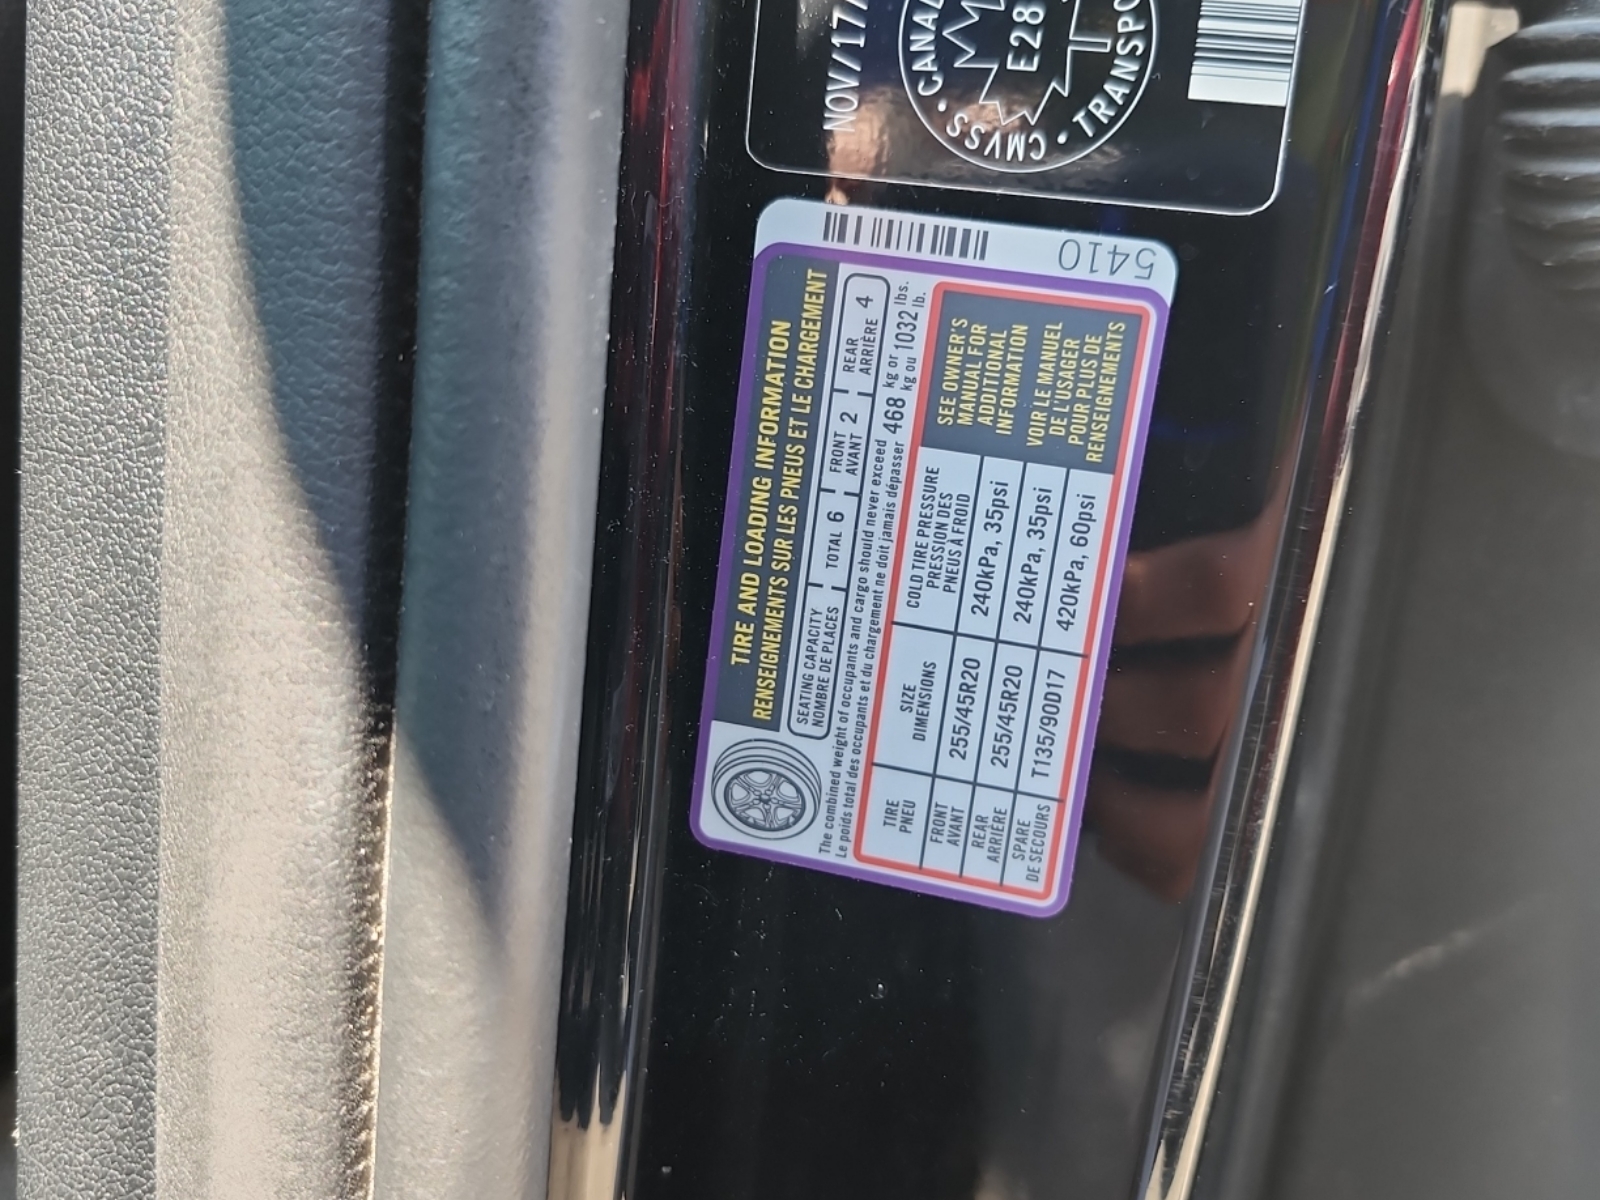 NOV/17/
CMVSS • CANA
E28
• TRANSPO
5410
TIRE AND LOADING INFORMATION
RENSEIGNEMENTS SUR LES PNEUS ET LE CHARGEMENT
SEATING CAPACITY
NOMBRE DE PLACES
TOTAL 6
FRONT
AVANT 2
REAR
ARRIÈRE 4
The combined weight of occupants and cargo should never exceed 468 kg or 1032 lbs.
Le poids total des occupants et du chargement ne doit jamais dépasser 468 kg ou 1032 lb.
TIRE
PNEU
SIZE
DIMENSIONS
COLD TIRE PRESSURE
PRESSION DES
PNEUS À FROID
FRONT
AVANT
255/45R20
240kPa, 35psi
REAR
ARRIÈRE
255/45R20
240kPa, 35psi
SPARE
DE SECOURS
T135/90D17
420kPa, 60psi
SEE OWNER'S
MANUAL FOR
ADDITIONAL
INFORMATION
VOIR LE MANUEL
DE L'USAGER
POUR PLUS DE
RENSEIGNEMENTS